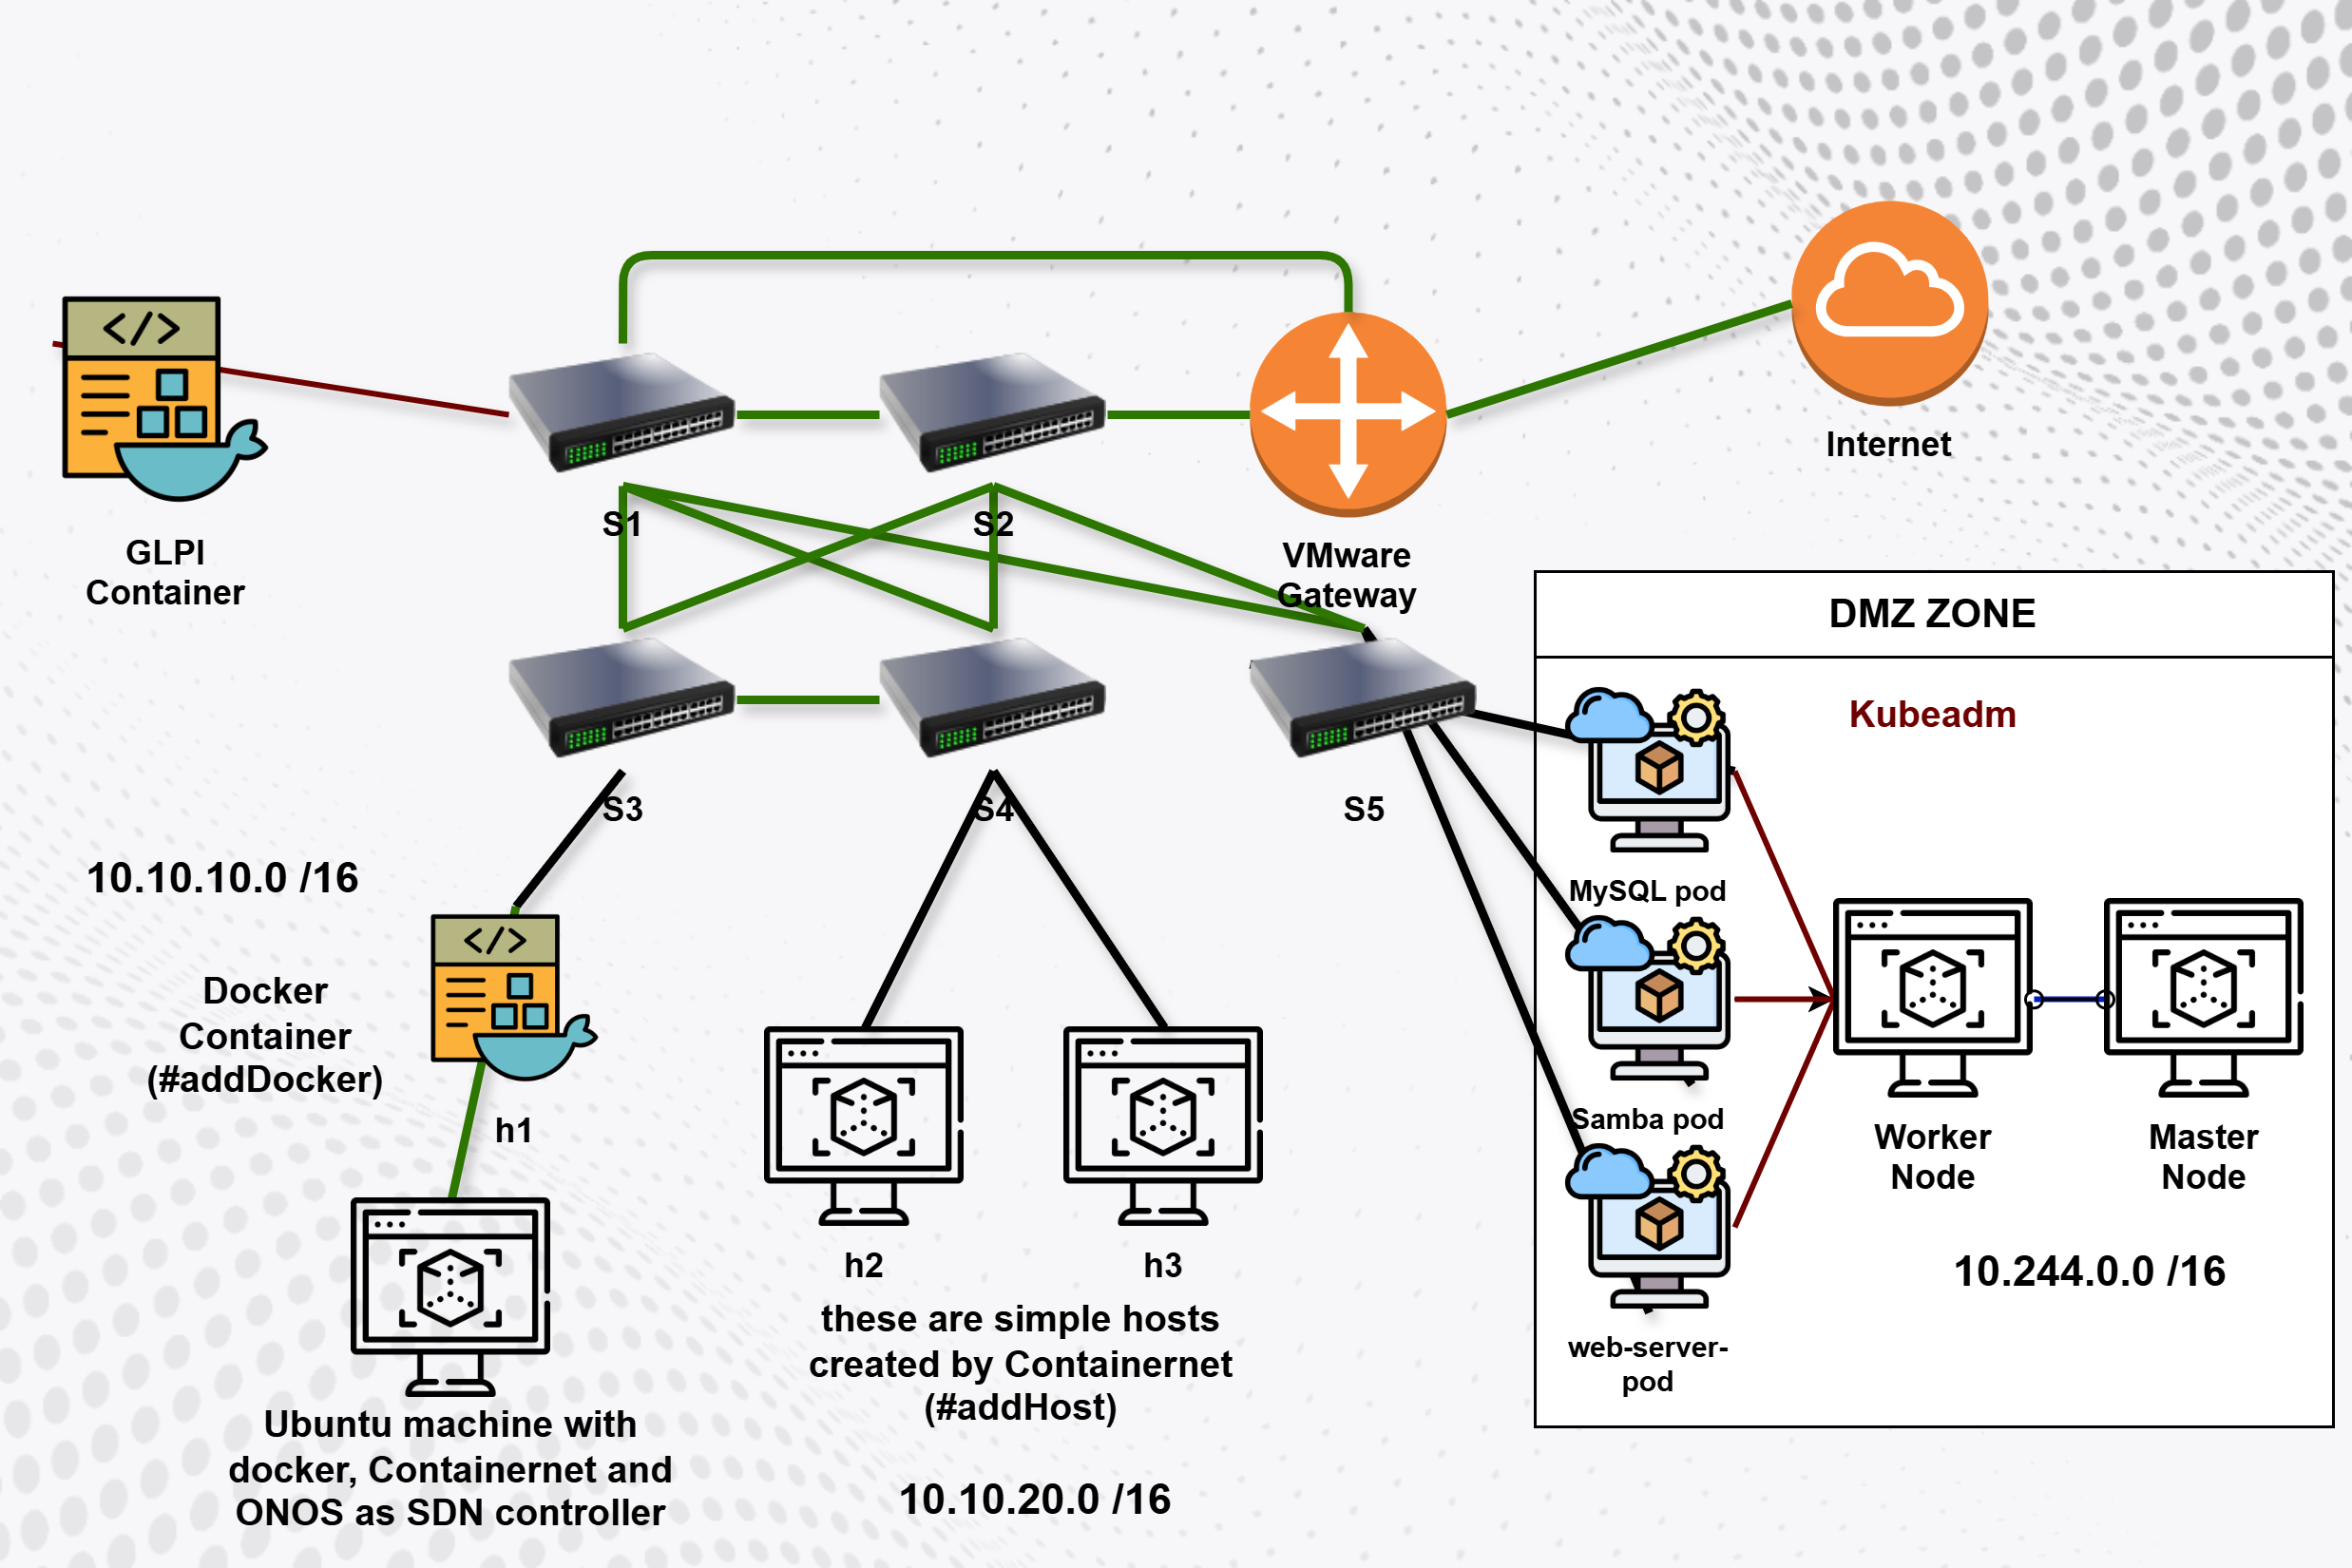 Internet
GLPI
Container
S1
S2
VMware
Gateway
DMZ ZONE
Kubeadm
S3
S4
S5
10.10.10.0 /16
MySQL pod
Docker
Container
(#addDocker)
h1
Samba pod
Worker
Node
Master
Node
h2
h3
10.244.0.0 /16
these are simple hosts
created by Containernet
(#addHost)
web-server-
pod
Ubuntu machine with
docker, Containernet and
ONOS as SDN controller
10.10.20.0 /16